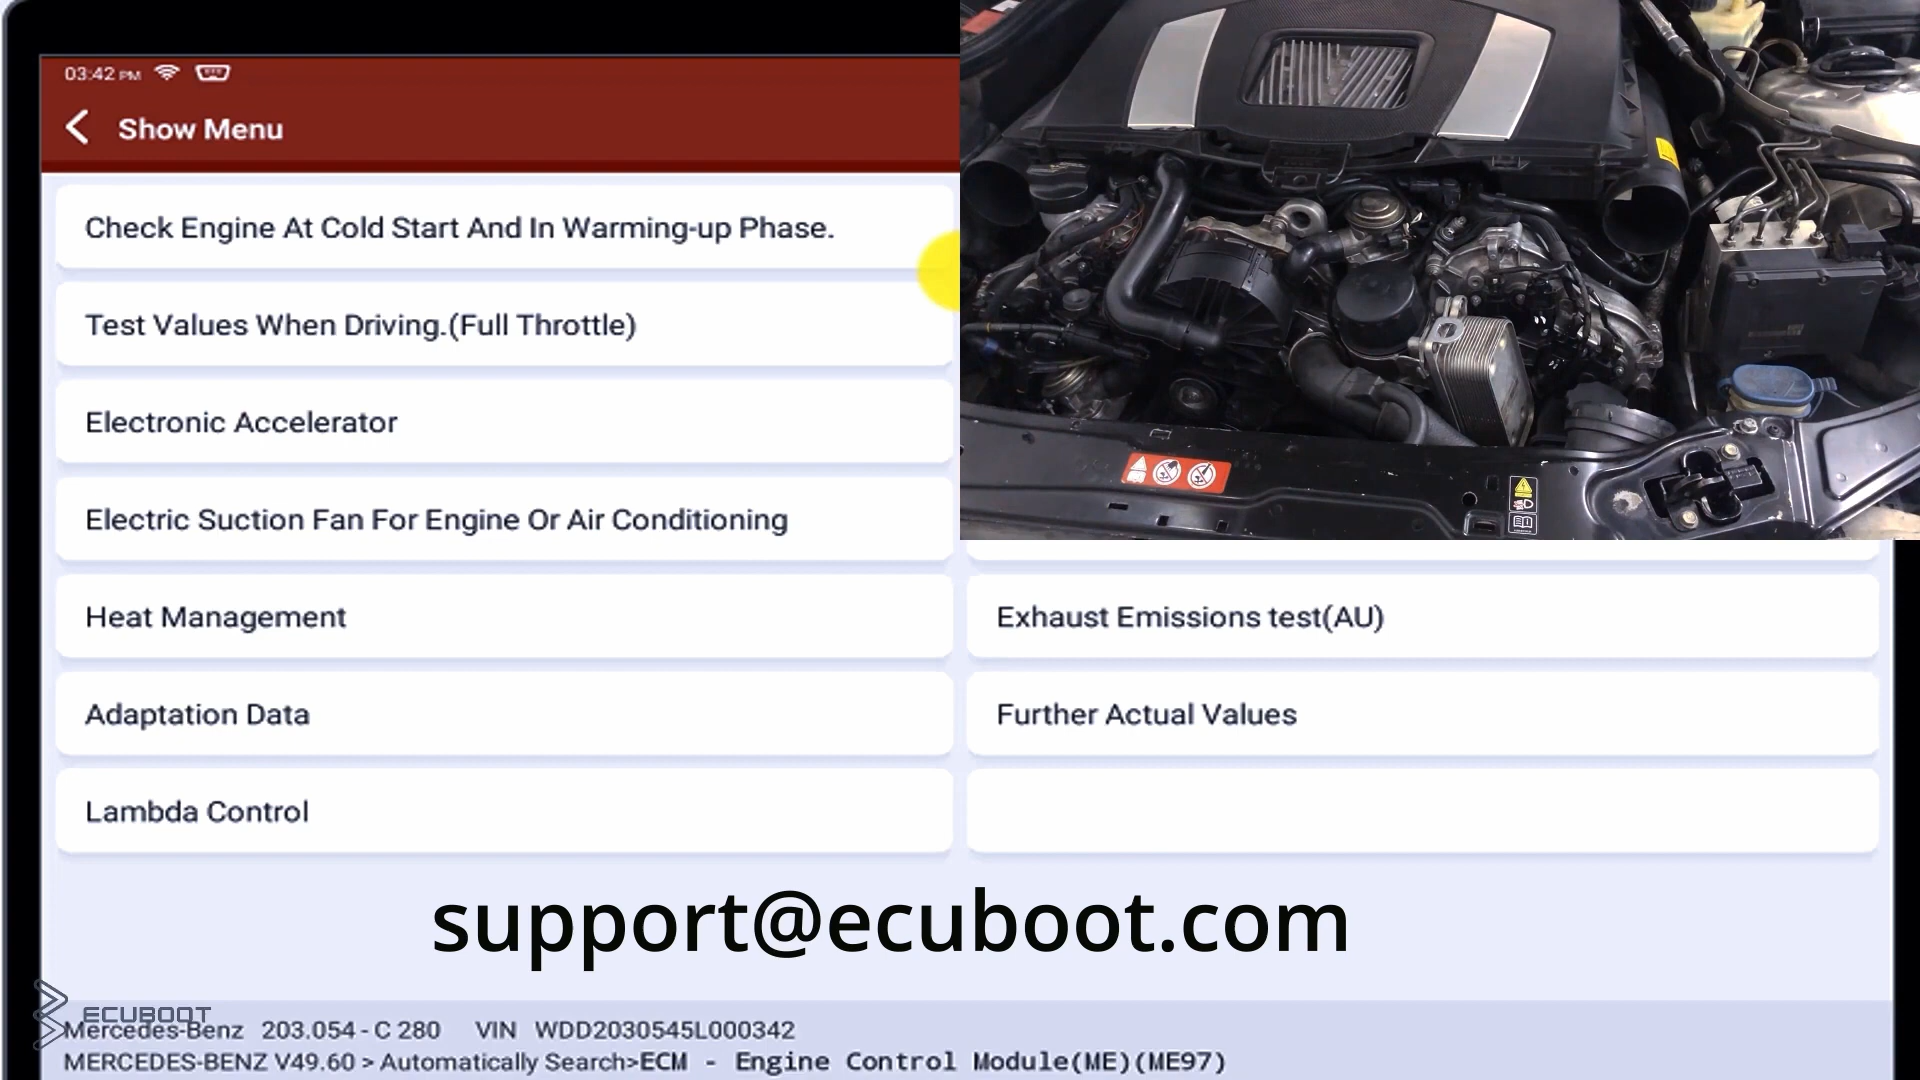 03:42 PM
Show Menu
Check Engine At Cold Start And In Warming-up Phase.
Test Values When Driving.(Full Throttle)
Electronic Accelerator
Electric Suction Fan For Engine Or Air Conditioning
Heat Management
Exhaust Emissions test(AU)
Adaptation Data
Further Actual Values
Lambda Control
support@ecuboot.com
ECUBOOT
Mercedes-Benz 203.054 - C 280 VIN WDD2030545L000342
MERCEDES-BENZ V49.60 > Automatically Search>ECM - Engine Control Module(ME)(ME97)